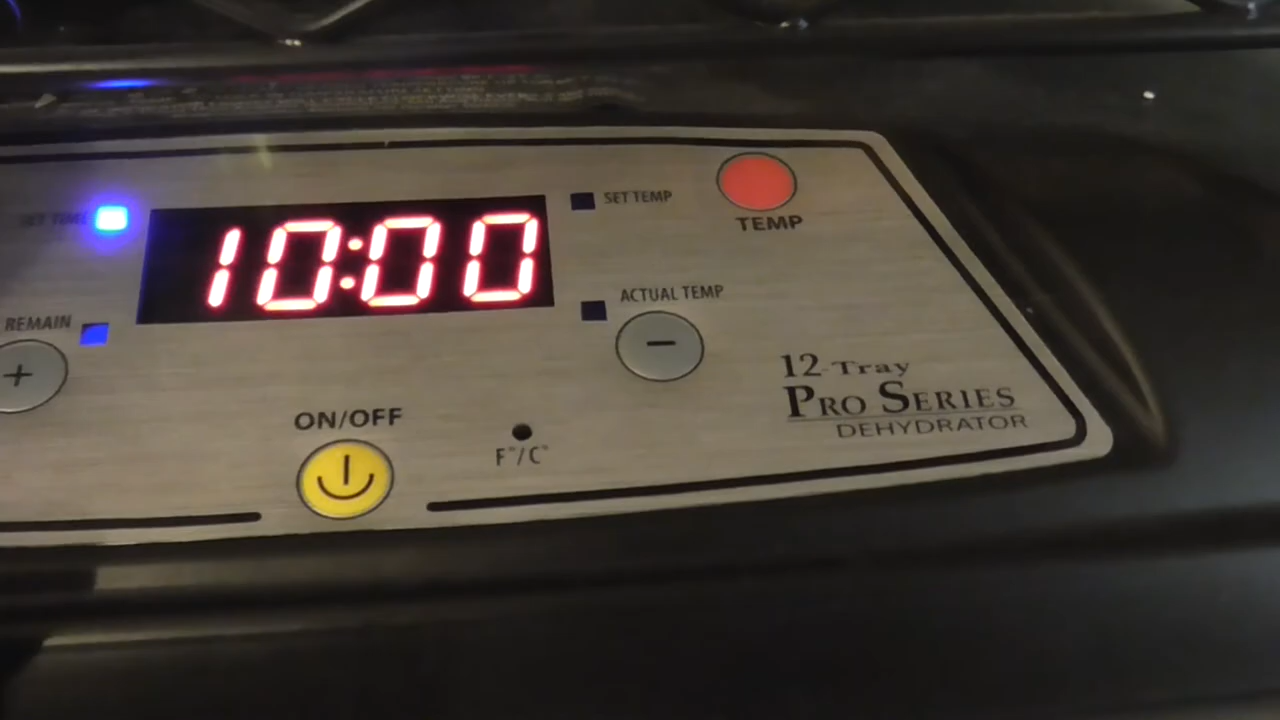 SET TIME
10:00
SET TEMP
TEMP
REMAIN
+
ACTUAL TEMP
−
ON/OFF
F°/C°
12-Tray
PRO SERIES
DEHYDRATOR